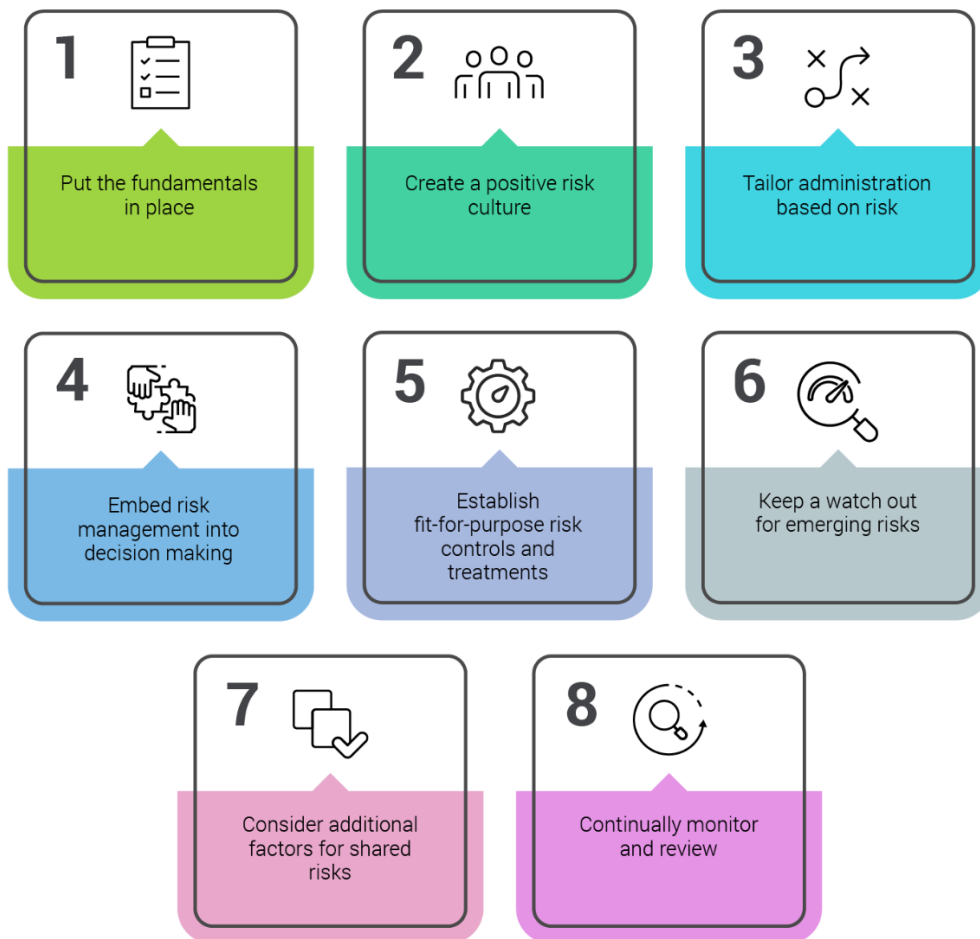 1
Put the fundamentals
in place
2
Create a positive risk
culture
3
Tailor administration
based on risk
4
Embed risk
management into
decision making
5
Establish
fit-for-purpose risk
controls and
treatments
6
Keep a watch out
for emerging risks
7
Consider additional
factors for shared
risks
8
Continually monitor
and review